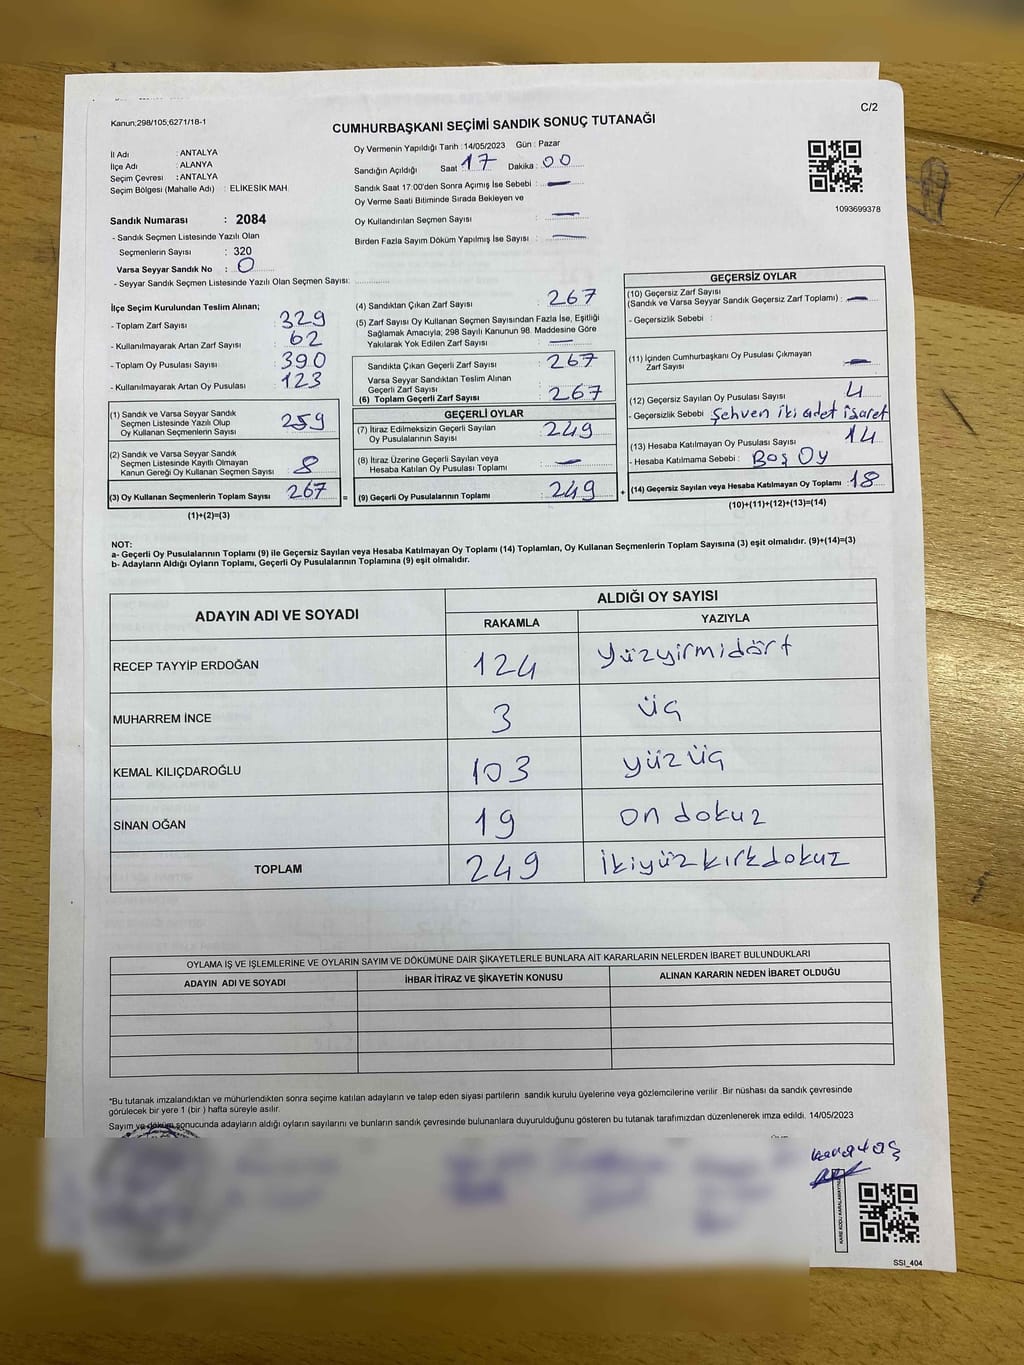 C/2
Kanun;298/105;6271/18-1
CUMHURBAŞKANI SEÇİMİ SANDIK SONUÇ TUTANAĞI
İl Adı : ANTALYA
İlçe Adı : ALANYA
Seçim Çevresi : ANTALYA
Seçim Bölgesi (Mahalle Adı) : ELİKESİK MAH.
Oy Vermenin Yapıldığı Tarih :14/05/2023 Gün : Pazar
Sandığın Açıldığı Saat 17 Dakika : 00
Sandık Saat 17:00'den Sonra Açımış İse Sebebi : —
Oy Verme Saati Bitiminde Sırada Bekleyen ve
Oy Kullandırılan Seçmen Sayısı : —
Birden Fazla Sayım Döküm Yapılmış İse Sayısı : —
1093699378
Sandık Numarası : 2084
- Sandık Seçmen Listesinde Yazılı Olan
Seçmenlerin Sayısı : 320
Varsa Seyyar Sandık No : 0
- Seyyar Sandık Seçmen Listesinde Yazılı Olan Seçmen Sayısı:
İlçe Seçim Kurulundan Teslim Alınan;
- Toplam Zarf Sayısı : 329
- Kullanılmayarak Artan Zarf Sayısı : 62
- Toplam Oy Pusulası Sayısı : 390
- Kullanılmayarak Artan Oy Pusulası : 123
(1) Sandık ve Varsa Seyyar Sandık
Seçmen Listesinde Yazılı Olup
Oy Kullanan Seçmenlerin Sayısı : 259
(2) Sandık ve Varsa Seyyar Sandık
Seçmen Listesinde Kayıtlı Olmayan
Kanun Gereği Oy Kullanan Seçmen Sayısı : 8
(3) Oy Kullanan Seçmenlerin Toplam Sayısı : 267 =
(1)+(2)=(3)
(4) Sandıktan Çıkan Zarf Sayısı : 267
(5) Zarf Sayısı Oy Kullanan Seçmen Sayısından Fazla İse, Eşitliği
Sağlamak Amacıyla; 298 Sayılı Kanunun 98. Maddesine Göre
Yakılarak Yok Edilen Zarf Sayısı : —
Sandıkta Çıkan Geçerli Zarf Sayısı : 267
Varsa Seyyar Sandıktan Teslim Alınan
Geçerli Zarf Sayısı
(6) Toplam Geçerli Zarf Sayısı : 267
GEÇERLİ OYLAR
(7) İtiraz Edilmeksizin Geçerli Sayılan
Oy Pusulalarının Sayısı : 249
(8) İtiraz Üzerine Geçerli Sayılan veya
Hesaba Katılan Oy Pusulası Toplamı : —
(9) Geçerli Oy Pusulalarının Toplamı : 249 +
GEÇERSİZ OYLAR
(10) Geçersiz Zarf Sayısı
(Sandık ve Varsa Seyyar Sandık Geçersiz Zarf Toplamı) : —
- Geçersizlik Sebebi :
(11) İçinden Cumhurbaşkanı Oy Pusulası Çıkmayan
Zarf Sayısı : —
(12) Geçersiz Sayılan Oy Pusulası Sayısı : 4
- Geçersizlik Sebebi : Şehven iki adet işaret
(13) Hesaba Katılmayan Oy Pusulası Sayısı : 14
- Hesaba Katılmama Sebebi : Boş Oy
(14) Geçersiz Sayılan veya Hesaba Katılmayan Oy Toplamı : 18
(10)+(11)+(12)+(13)=(14)
NOT:
a- Geçerli Oy Pusulalarının Toplamı (9) ile Geçersiz Sayılan veya Hesaba Katılmayan Oy Toplamı (14) Toplamları, Oy Kullanan Seçmenlerin Toplam Sayısına (3) eşit olmalıdır. (9)+(14)=(3)
b- Adayların Aldığı Oyların Toplamı, Geçerli Oy Pusulalarının Toplamına (9) eşit olmalıdır.
ADAYIN ADI VE SOYADI
ALDIĞI OY SAYISI
RAKAMLA YAZIYLA
RECEP TAYYİP ERDOĞAN 124 yüzyirmidört
MUHARREM İNCE 3 üç
KEMAL KILIÇDAROĞLU 103 yüzüç
SİNAN OĞAN 19 on dokuz
TOPLAM 249 ikiyüzkırkdokuz
OYLAMA İŞ VE İŞLEMLERİNE VE OYLARIN SAYIM VE DÖKÜMÜNE DAİR ŞİKAYETLERLE BUNLARA AİT KARARLARIN NELERDEN İBARET BULUNDUKLARI
ADAYIN ADI VE SOYADI İHBAR İTİRAZ VE ŞİKAYETİN KONUSU ALINAN KARARIN NEDEN İBARET OLDUĞU
*Bu tutanak imzalandıktan ve mühürlendikten sonra seçime katılan adayların ve talep eden siyasi partilerin sandık kurulu üyelerine veya gözlemcilerine verilir. Bir nüshası da sandık çevresinde
görülecek bir yere 1 (bir ) hafta süreyle asılır.
Sayım ve döküm sonucunda adayların aldığı oyların sayılarını ve bunların sandık çevresinde bulunanlara duyurulduğunu gösteren bu tutanak tarafımızdan düzenlenerek imza edildi. 14/05/2023
karataş
KARE KODU KARALAMAYINIZ
SSI_404